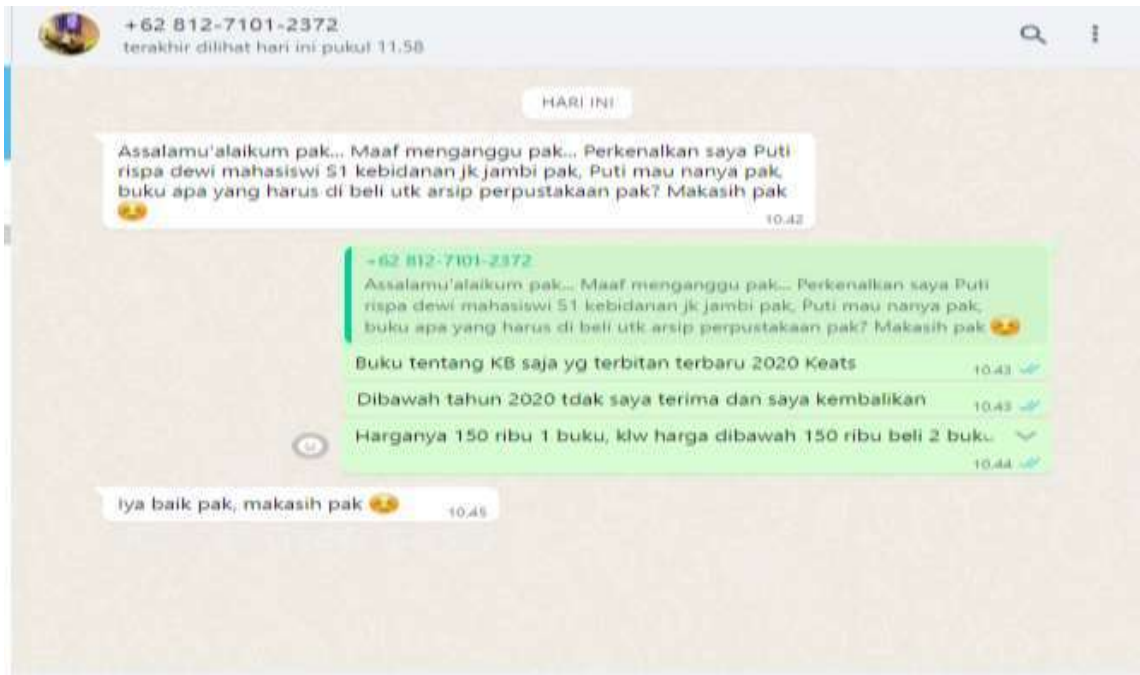 +62 812-7101-2372
terakhir dilihat hari ini pukul 11.58
HARI INI
Assalamu'alaikum pak... Maaf menganggu pak... Perkenalkan saya Puti
rispa dewi mahasiswi S1 kebidanan jk jambi pak, Puti mau nanya pak,
buku apa yang harus di beli utk arsip perpustakaan pak? Makasih pak
10.42
+62 812-7101-2372
Assalamu'alaikum pak... Maaf menganggu pak... Perkenalkan saya Puti
rispa dewi mahasiswi S1 kebidanan jk jambi pak, Puti mau nanya pak,
buku apa yang harus di beli utk arsip perpustakaan pak? Makasih pak
Buku tentang KB saja yg terbitan terbaru 2020 Keats
10.43
Dibawah tahun 2020 tdak saya terima dan saya kembalikan
10.43
Harganya 150 ribu 1 buku, klw harga dibawah 150 ribu beli 2 buku
10.44
Iya baik pak, makasih pak
10.45